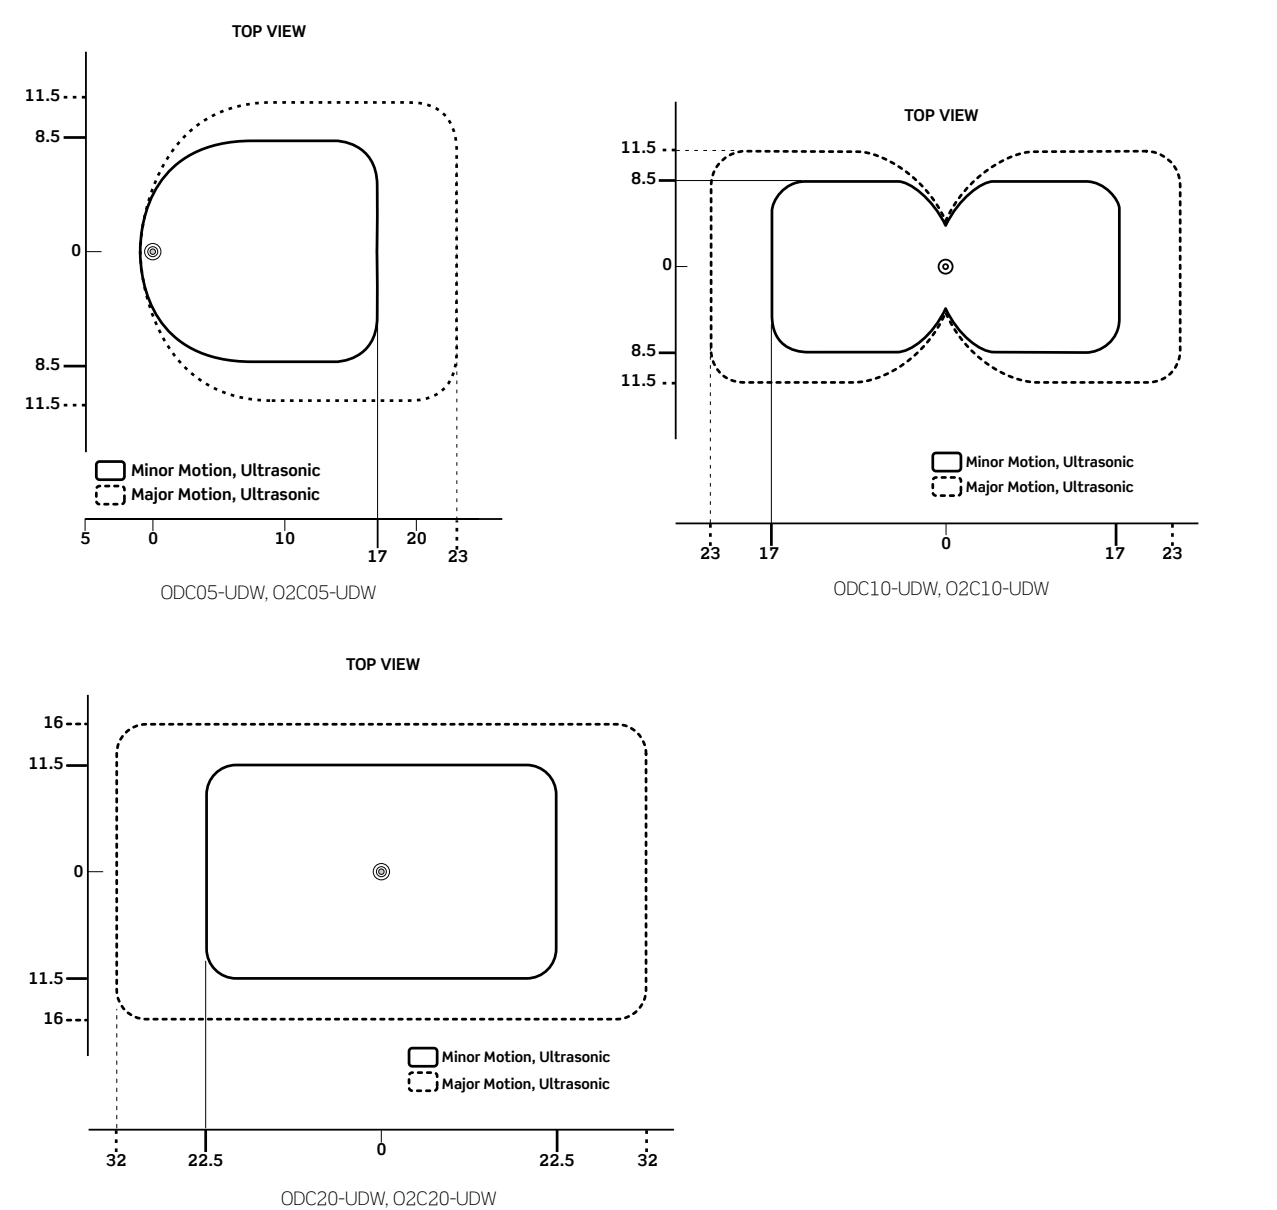 TOP VIEW
11.5
8.5
0
8.5
11.5
Minor Motion, Ultrasonic
Major Motion, Ultrasonic
5 0 10 17 20 23
ODC05-UDW, O2C05-UDW
TOP VIEW
11.5
8.5
0
8.5
11.5
Minor Motion, Ultrasonic
Major Motion, Ultrasonic
23 17 0 17 23
ODC10-UDW, O2C10-UDW
TOP VIEW
16
11.5
0
11.5
16
Minor Motion, Ultrasonic
Major Motion, Ultrasonic
32 22.5 0 22.5 32
ODC20-UDW, O2C20-UDW